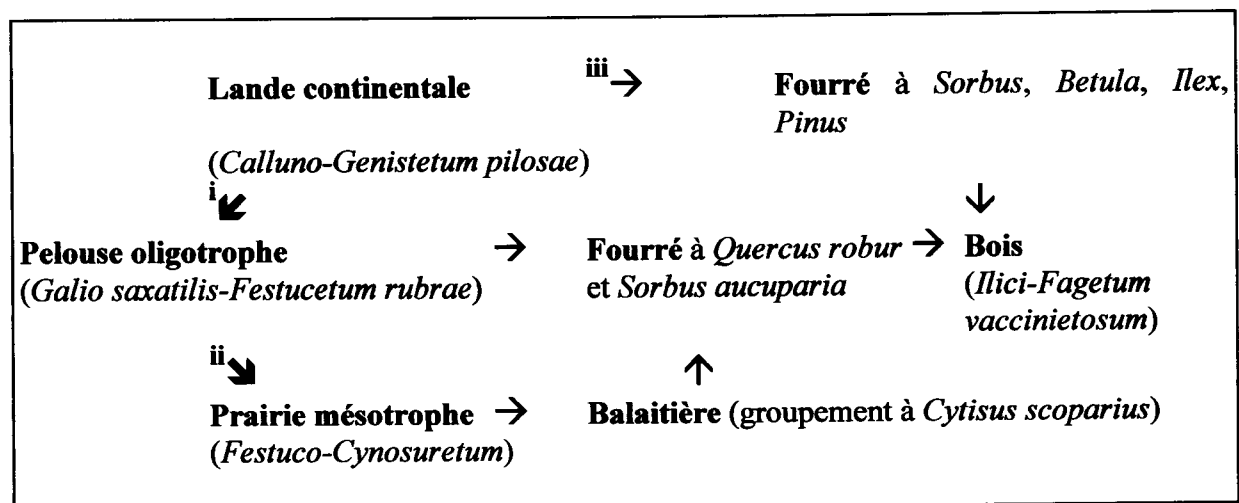 iii →
Lande continentale Fourré à Sorbus, Betula, Ilex,
Pinus
(Calluno-Genistetum pilosae)
i ↙ ↓
Pelouse oligotrophe → Fourré à Quercus robur → Bois
(Galio saxatilis-Festucetum rubrae) et Sorbus aucuparia (Ilici-Fagetum
vaccinietosum)
ii ↘ ↑
Prairie mésotrophe → Balaitière (groupement à Cytisus scoparius)
(Festuco-Cynosuretum)